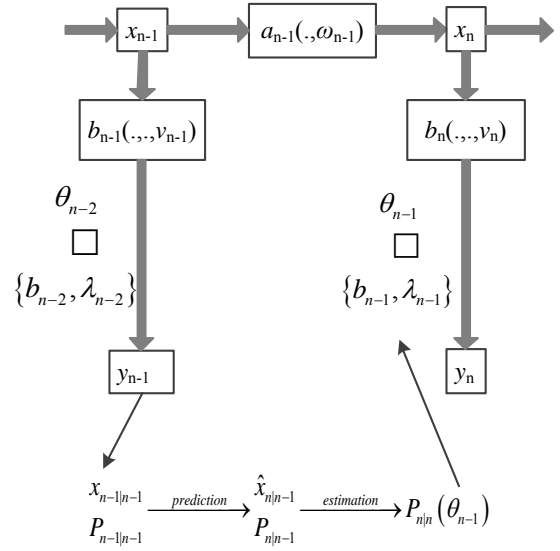 x_{n-1} a_{n-1}(.,ω_{n-1}) x_n
b_{n-1}(.,.,v_{n-1}) b_n(.,.,v_n)
θ_{n-2} θ_{n-1}
{b_{n-2}, λ_{n-2}} {b_{n-1}, λ_{n-1}}
y_{n-1} y_n
x_{n-1|n-1} prediction x̂_{n|n-1} estimation P_{n|n}(θ_{n-1})
P_{n-1|n-1} P_{n|n-1}